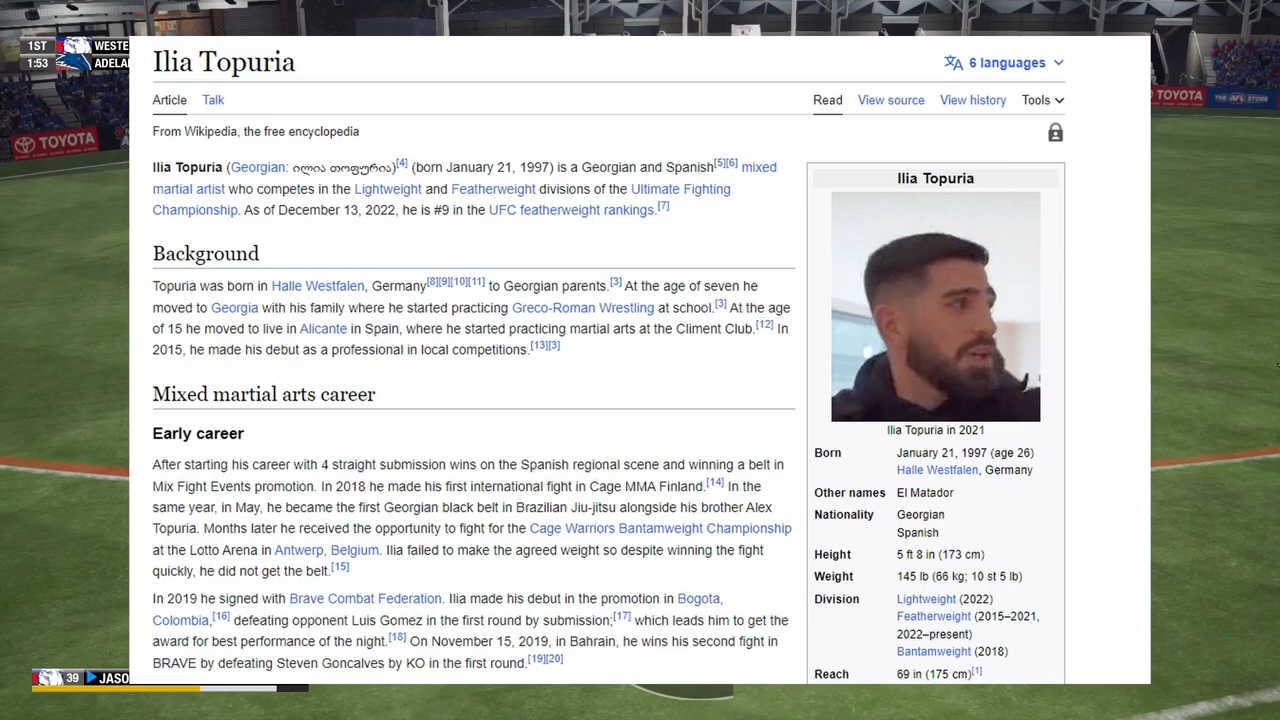 1ST WESTE
1:53 ADELAI
TOYOTA
TOYOTA
THE AFL STORE
Ilia Topuria
6 languages
Article Talk
Read View source View history Tools
From Wikipedia, the free encyclopedia
Ilia Topuria (Georgian: ილია თოფურია)[4] (born January 21, 1997) is a Georgian and Spanish[5][6] mixed
martial artist who competes in the Lightweight and Featherweight divisions of the Ultimate Fighting
Championship. As of December 13, 2022, he is #9 in the UFC featherweight rankings.[7]
Background
Topuria was born in Halle Westfalen, Germany[8][9][10][11] to Georgian parents.[3] At the age of seven he
moved to Georgia with his family where he started practicing Greco-Roman Wrestling at school.[3] At the age
of 15 he moved to live in Alicante in Spain, where he started practicing martial arts at the Climent Club.[12] In
2015, he made his debut as a professional in local competitions.[13][3]
Mixed martial arts career
Early career
After starting his career with 4 straight submission wins on the Spanish regional scene and winning a belt in
Mix Fight Events promotion. In 2018 he made his first international fight in Cage MMA Finland.[14] In the
same year, in May, he became the first Georgian black belt in Brazilian Jiu-jitsu alongside his brother Alex
Topuria. Months later he received the opportunity to fight for the Cage Warriors Bantamweight Championship
at the Lotto Arena in Antwerp, Belgium. Ilia failed to make the agreed weight so despite winning the fight
quickly, he did not get the belt.[15]
In 2019 he signed with Brave Combat Federation. Ilia made his debut in the promotion in Bogota,
Colombia,[16] defeating opponent Luis Gomez in the first round by submission;[17] which leads him to get the
award for best performance of the night.[18] On November 15, 2019, in Bahrain, he wins his second fight in
BRAVE by defeating Steven Goncalves by KO in the first round.[19][20]
Ilia Topuria
Ilia Topuria in 2021
Born January 21, 1997 (age 26)
Halle Westfalen, Germany
Other names El Matador
Nationality Georgian
Spanish
Height 5 ft 8 in (173 cm)
Weight 145 lb (66 kg; 10 st 5 lb)
Division Lightweight (2022)
Featherweight (2015–2021,
2022–present)
Bantamweight (2018)
Reach 69 in (175 cm)[1]
39 JASO